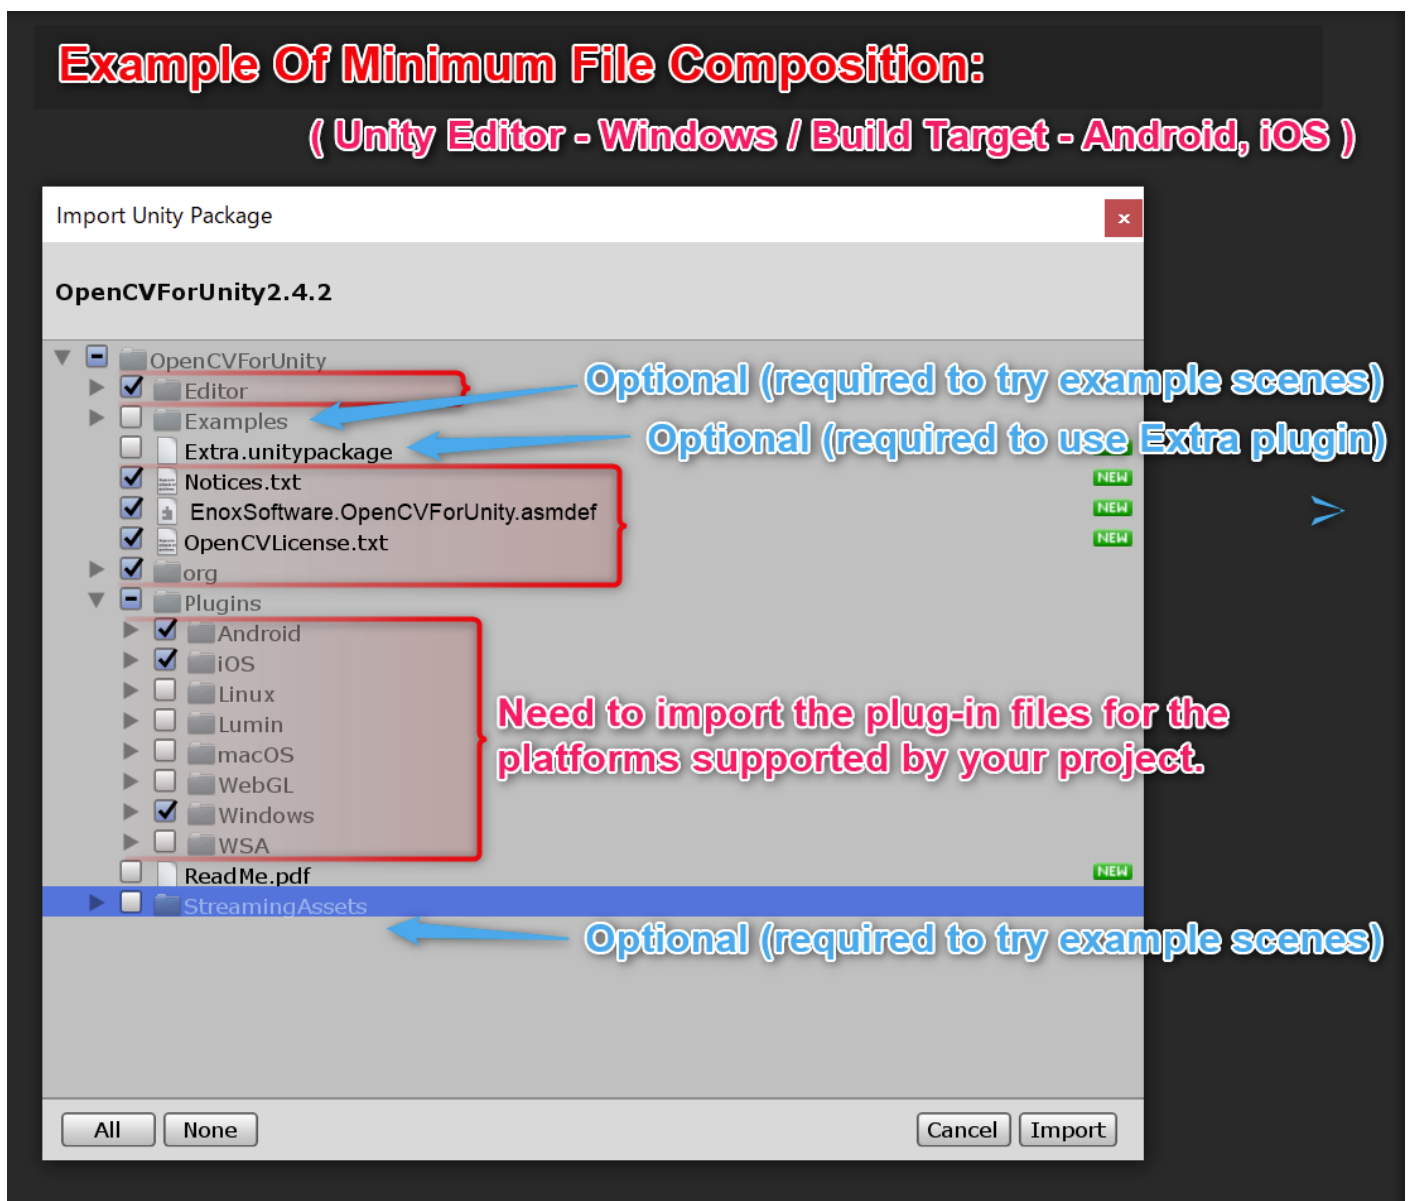 Example Of Minimum File Composition:
( Unity Editor - Windows / Build Target - Android, iOS )
Import Unity Package
x
OpenCVForUnity2.4.2
OpenCVForUnity
Editor
Optional (required to try example scenes)
Examples
Extra.unitypackage
Optional (required to use Extra plugin)
Notices.txt
NEW
EnoxSoftware.OpenCVForUnity.asmdef
NEW
OpenCVLicense.txt
NEW
org
Plugins
Android
iOS
Linux
Lumin
macOS
WebGL
Windows
WSA
Need to import the plug-in files for the
platforms supported by your project.
ReadMe.pdf
NEW
StreamingAssets
Optional (required to try example scenes)
All
None
Cancel
Import